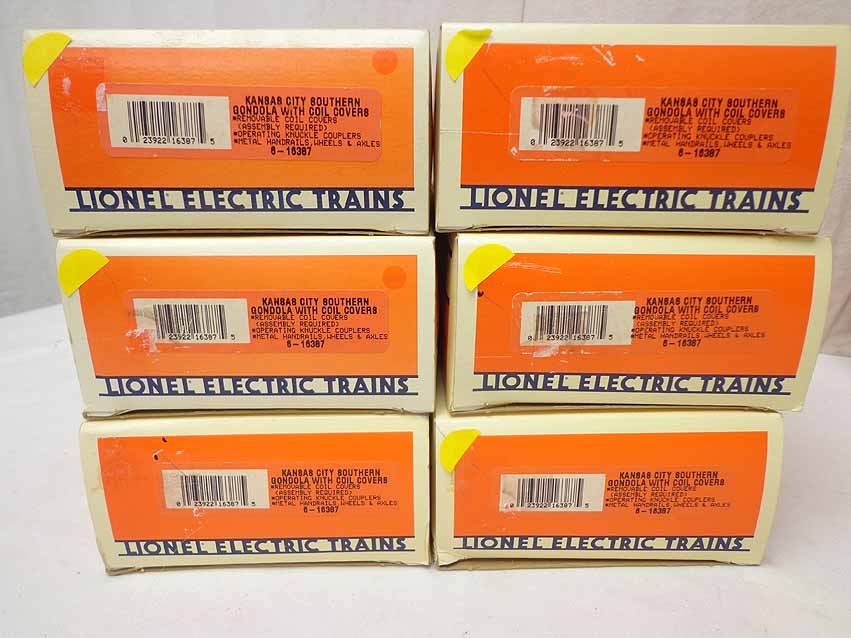 KANSAS CITY SOUTHERN
GONDOLA WITH COIL COVERS
*REMOVABLE COIL COVERS
(ASSEMBLY REQUIRED)
*OPERATING KNUCKLE COUPLERS
*METAL HANDRAILS, WHEELS & AXLES
6-16387
0 23922 16387 5
LIONEL ELECTRIC TRAINS
KANSAS CITY SOUTHERN
GONDOLA WITH COIL COVERS
*REMOVABLE COIL COVERS
(ASSEMBLY REQUIRED)
*OPERATING KNUCKLE COUPLERS
*METAL HANDRAILS, WHEELS & AXLES
6-16387
0 23922 16387 5
LIONEL ELECTRIC TRAINS
KANSAS CITY SOUTHERN
GONDOLA WITH COIL COVERS
*REMOVABLE COIL COVERS
(ASSEMBLY REQUIRED)
*OPERATING KNUCKLE COUPLERS
*METAL HANDRAILS, WHEELS & AXLES
6-16387
0 23922 16387 5
LIONEL ELECTRIC TRAINS
KANSAS CITY SOUTHERN
GONDOLA WITH COIL COVERS
*REMOVABLE COIL COVERS
(ASSEMBLY REQUIRED)
*OPERATING KNUCKLE COUPLERS
*METAL HANDRAILS, WHEELS & AXLES
6-16387
0 23922 16387 5
LIONEL ELECTRIC TRAINS
KANSAS CITY SOUTHERN
GONDOLA WITH COIL COVERS
*REMOVABLE COIL COVERS
(ASSEMBLY REQUIRED)
*OPERATING KNUCKLE COUPLERS
*METAL HANDRAILS, WHEELS & AXLES
6-16387
0 23922 16387 5
LIONEL ELECTRIC TRAINS
KANSAS CITY SOUTHERN
GONDOLA WITH COIL COVERS
*REMOVABLE COIL COVERS
(ASSEMBLY REQUIRED)
*OPERATING KNUCKLE COUPLERS
*METAL HANDRAILS, WHEELS & AXLES
6-16387
0 23922 16387 5
LIONEL ELECTRIC TRAINS